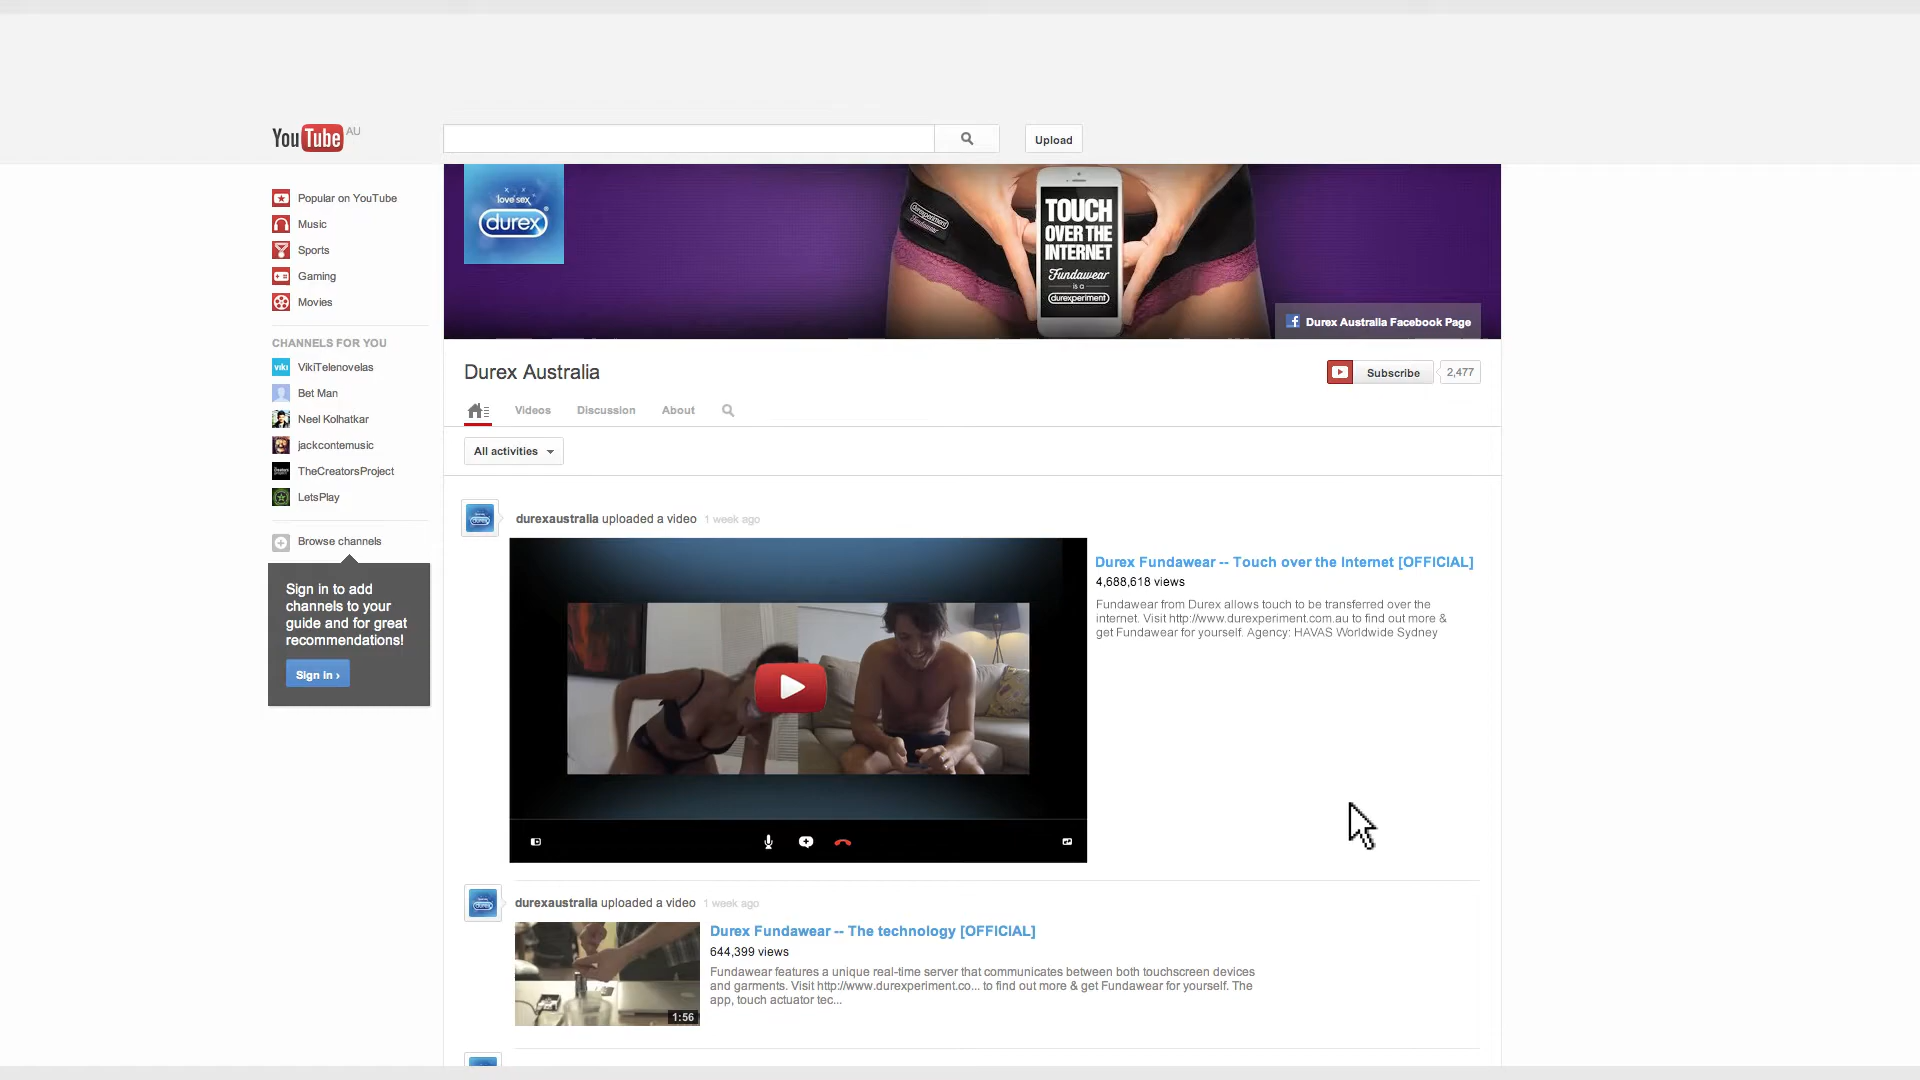 YouTube AU
Upload
Popular on YouTube
Music
Sports
Gaming
Movies
CHANNELS FOR YOU
viki VikiTelenovelas
Bet Man
Neel Kolhatkar
jackcontemusic
TheCreatorsProject
LetsPlay
Browse channels
Sign in to add
channels to your
guide and for great
recommendations!
Sign in ›
love sex
durex
durexperiment
Fundawear
TOUCH
OVER THE
INTERNET
Fundawear
is a
durexperiment
Durex Australia Facebook Page
Durex Australia
Subscribe 2,477
Videos Discussion About
All activities
durexaustralia uploaded a video 1 week ago
Durex Fundawear -- Touch over the Internet [OFFICIAL]
4,688,618 views
Fundawear from Durex allows touch to be transferred over the
internet. Visit http://www.durexperiment.com.au to find out more &
get Fundawear for yourself. Agency: HAVAS Worldwide Sydney
durexaustralia uploaded a video 1 week ago
1:56
Durex Fundawear -- The technology [OFFICIAL]
644,399 views
Fundawear features a unique real-time server that communicates between both touchscreen devices
and garments. Visit http://www.durexperiment.co... to find out more & get Fundawear for yourself. The
app, touch actuator tec...